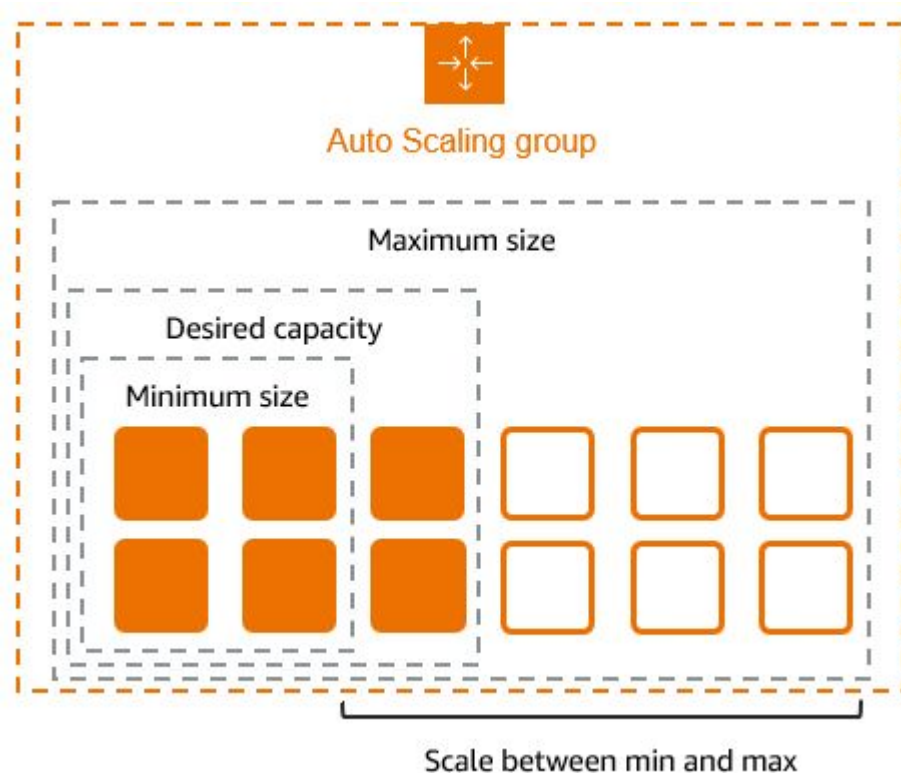 Auto Scaling group
Maximum size
Desired capacity
Minimum size
Scale between min and max